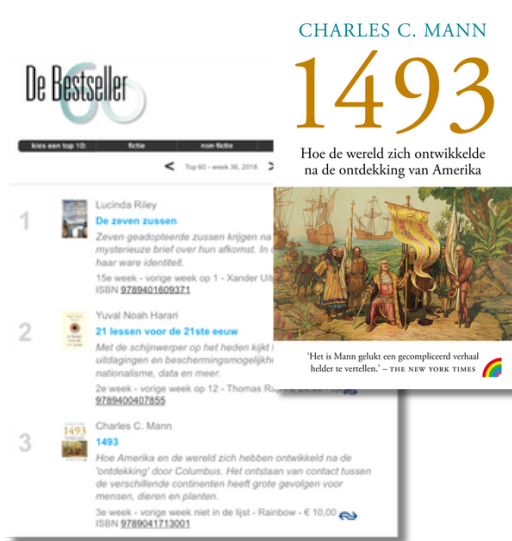 CHARLES C. MANN
1493
Hoe de wereld zich ontwikkelde
na de ontdekking van Amerika
'Het is Mann gelukt een gecompliceerd verhaal
helder te vertellen.' – THE NEW YORK TIMES
De Bestseller
60
kies een top 10:
fictie
non-fictie
< Top 60 - week 36, 2018 >
1
Lucinda Riley
De zeven zussen
Zeven geadopteerde zussen krijgen na
mysterieuze brief over hun afkomst. In
haar ware identiteit.
15e week - vorige week op 1 - Xander
ISBN 9789401609371
2
Yuval Noah Harari
21 lessen voor de 21ste eeuw
Met de schijnwerper op het heden kijkt
uitdagingen en beschermingsmogelijkhe
nationalisme, data en meer.
2e week - vorige week op 12 - Thomas
9789400407855
3
1493
Charles C. Mann
1493
Hoe Amerika en de wereld zich hebben ontwikkeld na de
'ontdekking' door Columbus. Het ontstaan van contact tussen
de verschillende continenten heeft grote gevolgen voor
mensen, dieren en planten.
3e week - vorige week niet in de lijst - Rainbow - € 10,00
ISBN 9789041713001